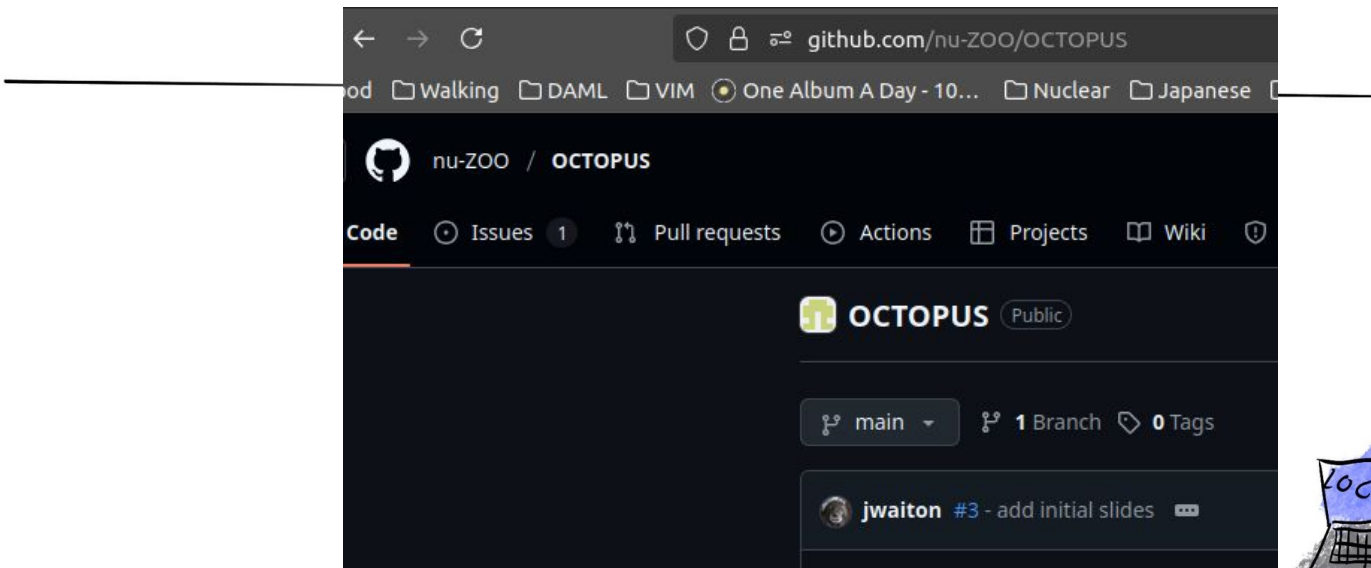 github.com/nu-ZOO/OCTOPUS
Walking DAML VIM One Album A Day - 10... Nuclear Japanese
nu-ZOO / OCTOPUS
Code Issues 1 Pull requests Actions Projects Wiki
OCTOPUS Public
main 1 Branch 0 Tags
jwaiton #3 - add initial slides